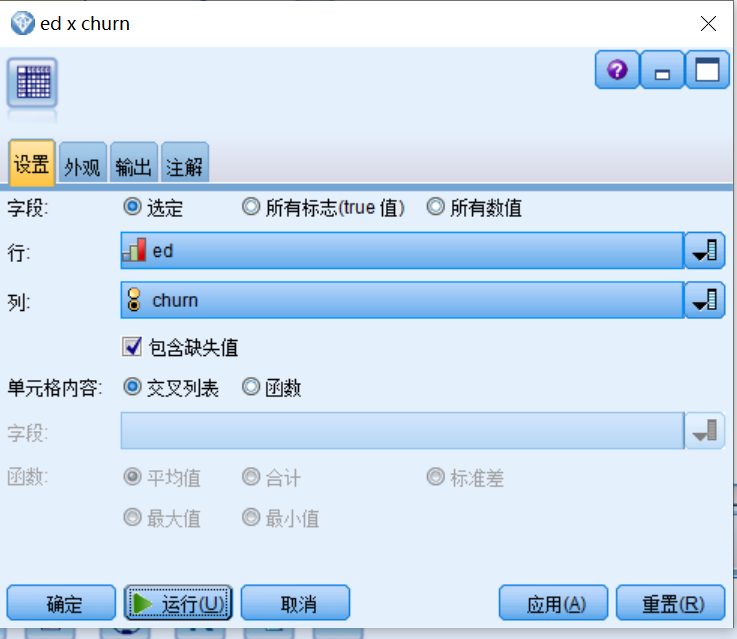 ed x churn
设置 外观 输出 注解
字段: 选定 所有标志(true 值) 所有数值
行: ed
列: churn
包含缺失值
单元格内容: 交叉列表 函数
字段:
函数: 平均值 合计 标准差
最大值 最小值
确定 运行(U) 取消 应用(A) 重置(R)